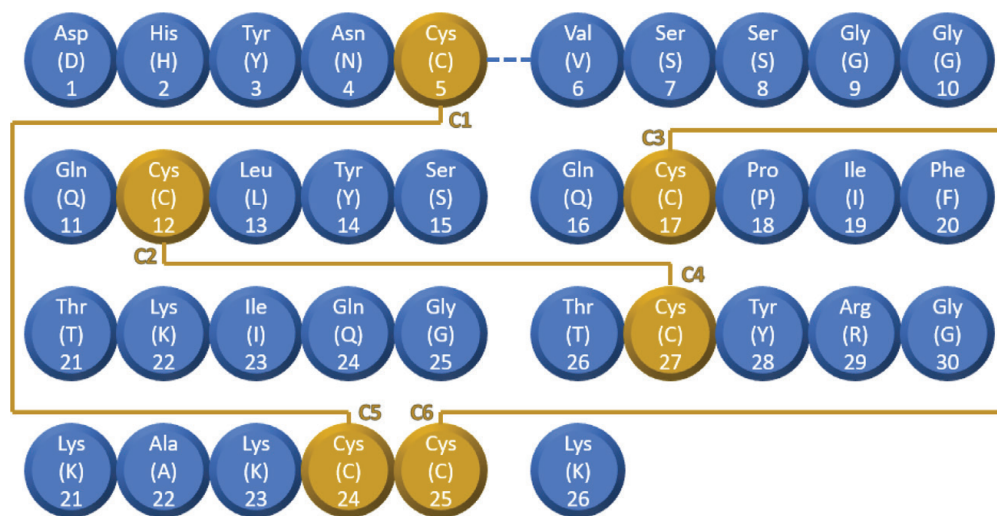 Asp His Tyr Asn Cys Val Ser Ser Gly Gly
(D) (H) (Y) (N) (C) (V) (S) (S) (G) (G)
1 2 3 4 5 6 7 8 9 10
C1 C3
Gln Cys Leu Tyr Ser Gln Cys Pro Ile Phe
(Q) (C) (L) (Y) (S) (Q) (C) (P) (I) (F)
11 12 13 14 15 16 17 18 19 20
C2 C4
Thr Lys Ile Gln Gly Thr Cys Tyr Arg Gly
(T) (K) (I) (Q) (G) (T) (C) (Y) (R) (G)
21 22 23 24 25 26 27 28 29 30
C5 C6
Lys Ala Lys Cys Cys Lys
(K) (A) (K) (C) (C) (K)
21 22 23 24 25 26